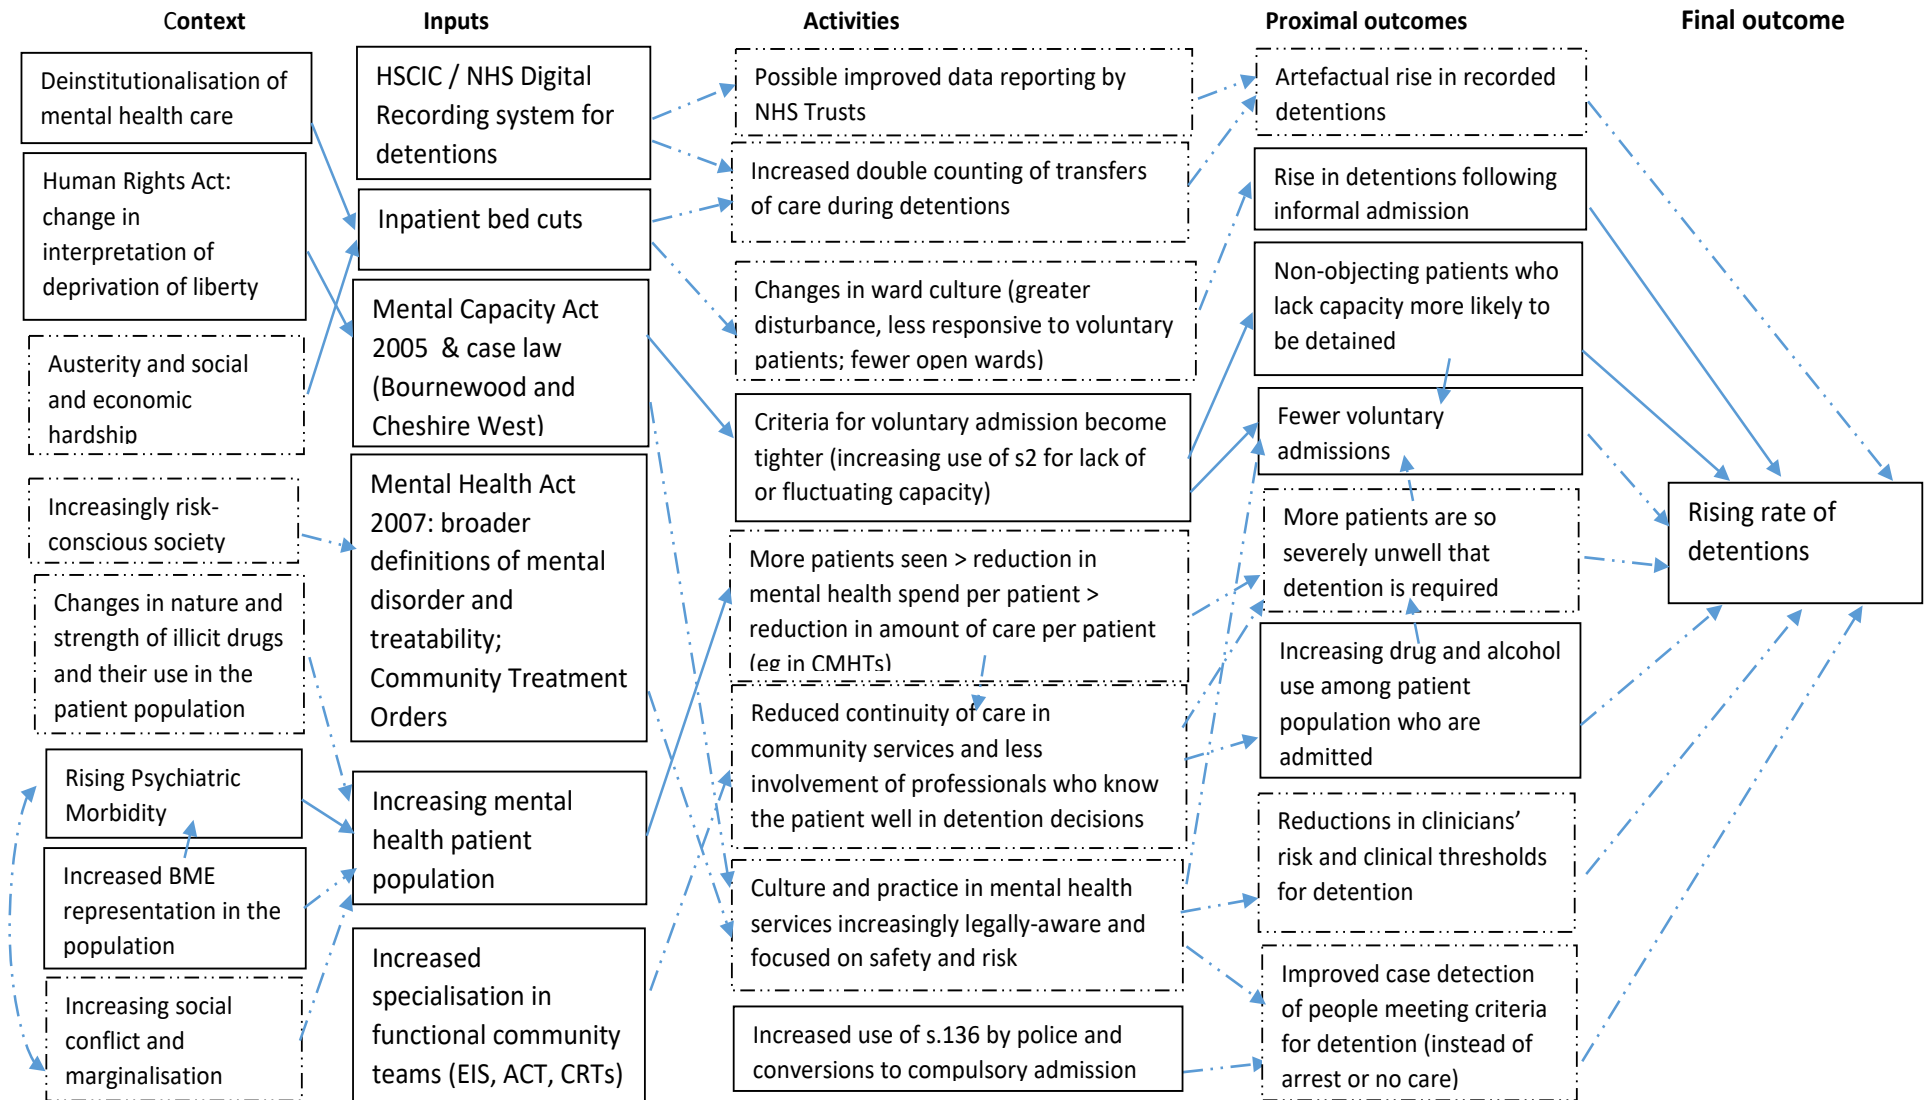 Context
Inputs
Activities
Proximal outcomes
Final outcome
Deinstitutionalisation of
mental health care
Human Rights Act:
change in
interpretation of
deprivation of liberty
Austerity and social
and economic
hardship
Increasingly risk-
conscious society
Changes in nature and
strength of illicit drugs
and their use in the
patient population
Rising Psychiatric
Morbidity
Increased BME
representation in the
population
Increasing social
conflict and
marginalisation
HSCIC / NHS Digital
Recording system for
detentions
Inpatient bed cuts
Mental Capacity Act
2005 & case law
(Bournewood and
Cheshire West)
Mental Health Act
2007: broader
definitions of mental
disorder and
treatability;
Community Treatment
Orders
Increasing mental
health patient
population
Increased
specialisation in
functional community
teams (EIS, ACT, CRTs)
Possible improved data reporting by
NHS Trusts
Increased double counting of transfers
of care during detentions
Changes in ward culture (greater
disturbance, less responsive to voluntary
patients; fewer open wards)
Criteria for voluntary admission become
tighter (increasing use of s2 for lack of
or fluctuating capacity)
More patients seen > reduction in
mental health spend per patient >
reduction in amount of care per patient
(eg in CMHTs)
Reduced continuity of care in
community services and less
involvement of professionals who know
the patient well in detention decisions
Culture and practice in mental health
services increasingly legally-aware and
focused on safety and risk
Increased use of s.136 by police and
conversions to compulsory admission
Artefactual rise in recorded
detentions
Rise in detentions following
informal admission
Non-objecting patients who
lack capacity more likely to
be detained
Fewer voluntary
admissions
More patients are so
severely unwell that
detention is required
Increasing drug and alcohol
use among patient
population who are
admitted
Reductions in clinicians’
risk and clinical thresholds
for detention
Improved case detection
of people meeting criteria
for detention (instead of
arrest or no care)
Rising rate of
detentions